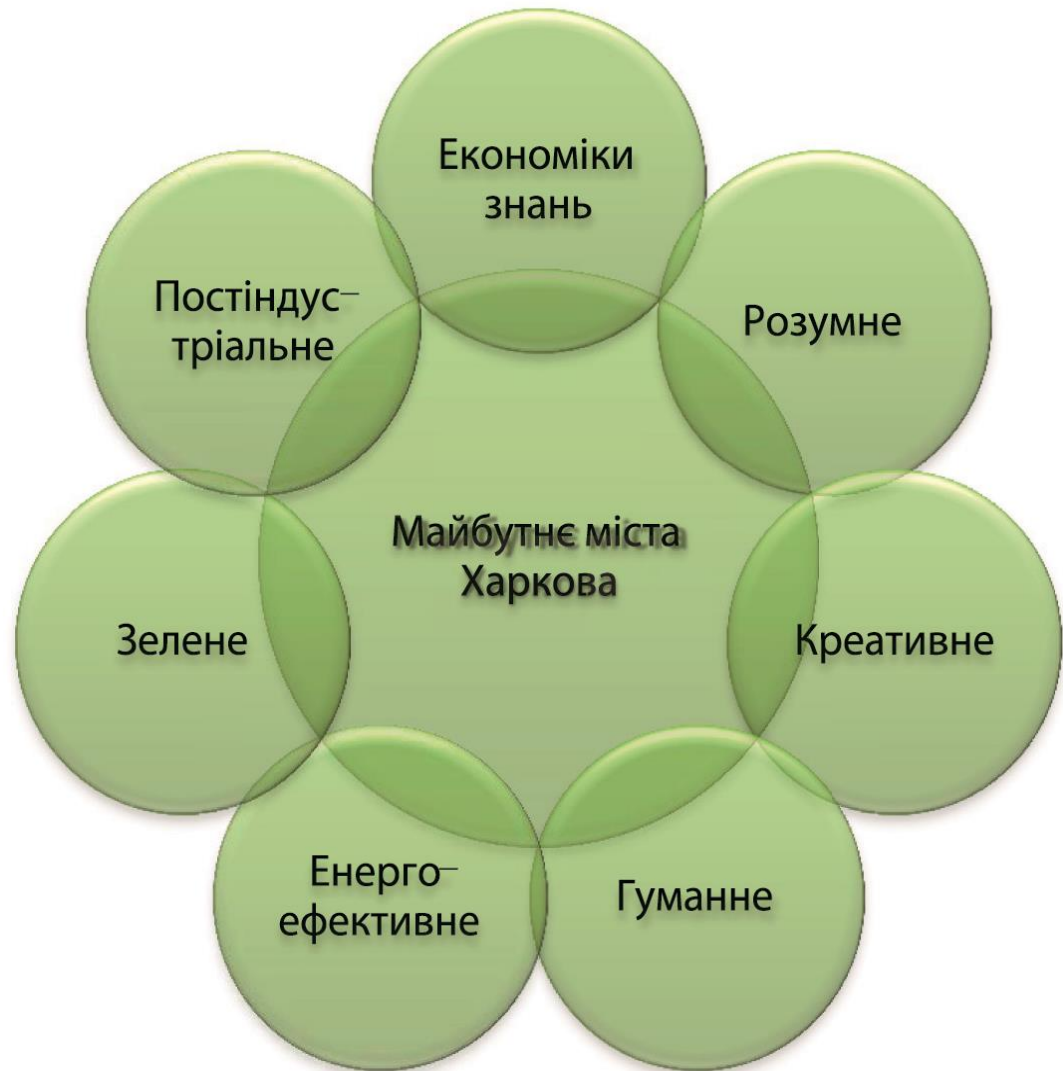 Економіки
знань
Розумне
Креативне
Гуманне
Енерго-
ефективне
Зелене
Постіндус-
тріальне
Майбутнє міста
Харкова